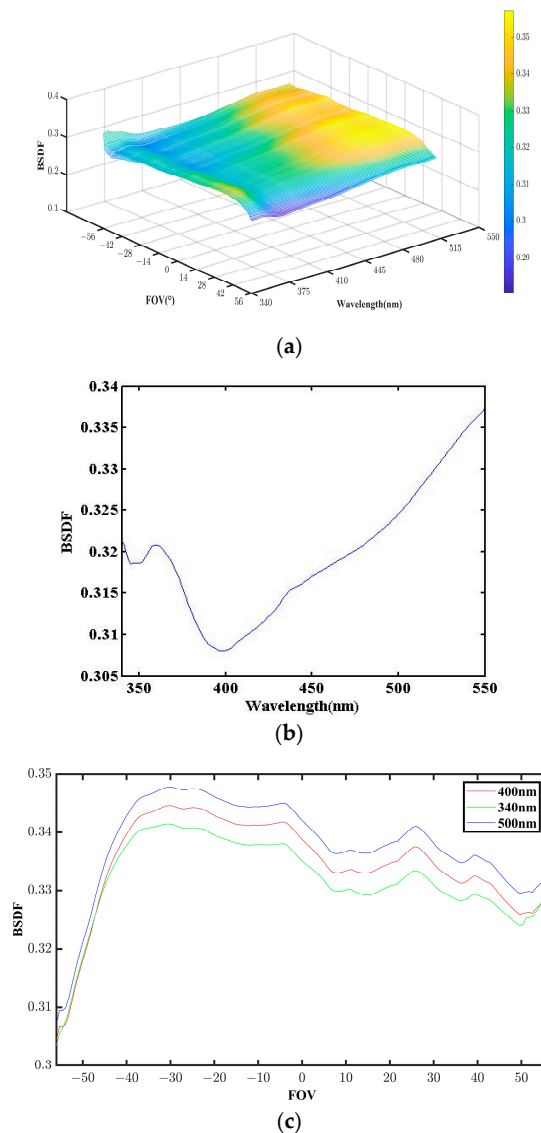 0.4
0.3
0.2
0.1
BSDF
−56
−42
−28
−14
0
14
28
42
56
FOV(°)
340
375
410
445
480
515
550
Wavelength(nm)
0.35
0.34
0.33
0.32
0.31
0.3
0.29
(a)
0.34
0.335
0.33
0.325
0.320
0.315
0.31
0.305
BSDF
350 400 450 500 550
Wavelength(nm)
(b)
0.35
0.34
0.33
0.32
0.31
0.3
BSDF
400nm
340nm
500nm
−50 −40 −30 −20 −10 0 10 20 30 40 50
FOV
(c)